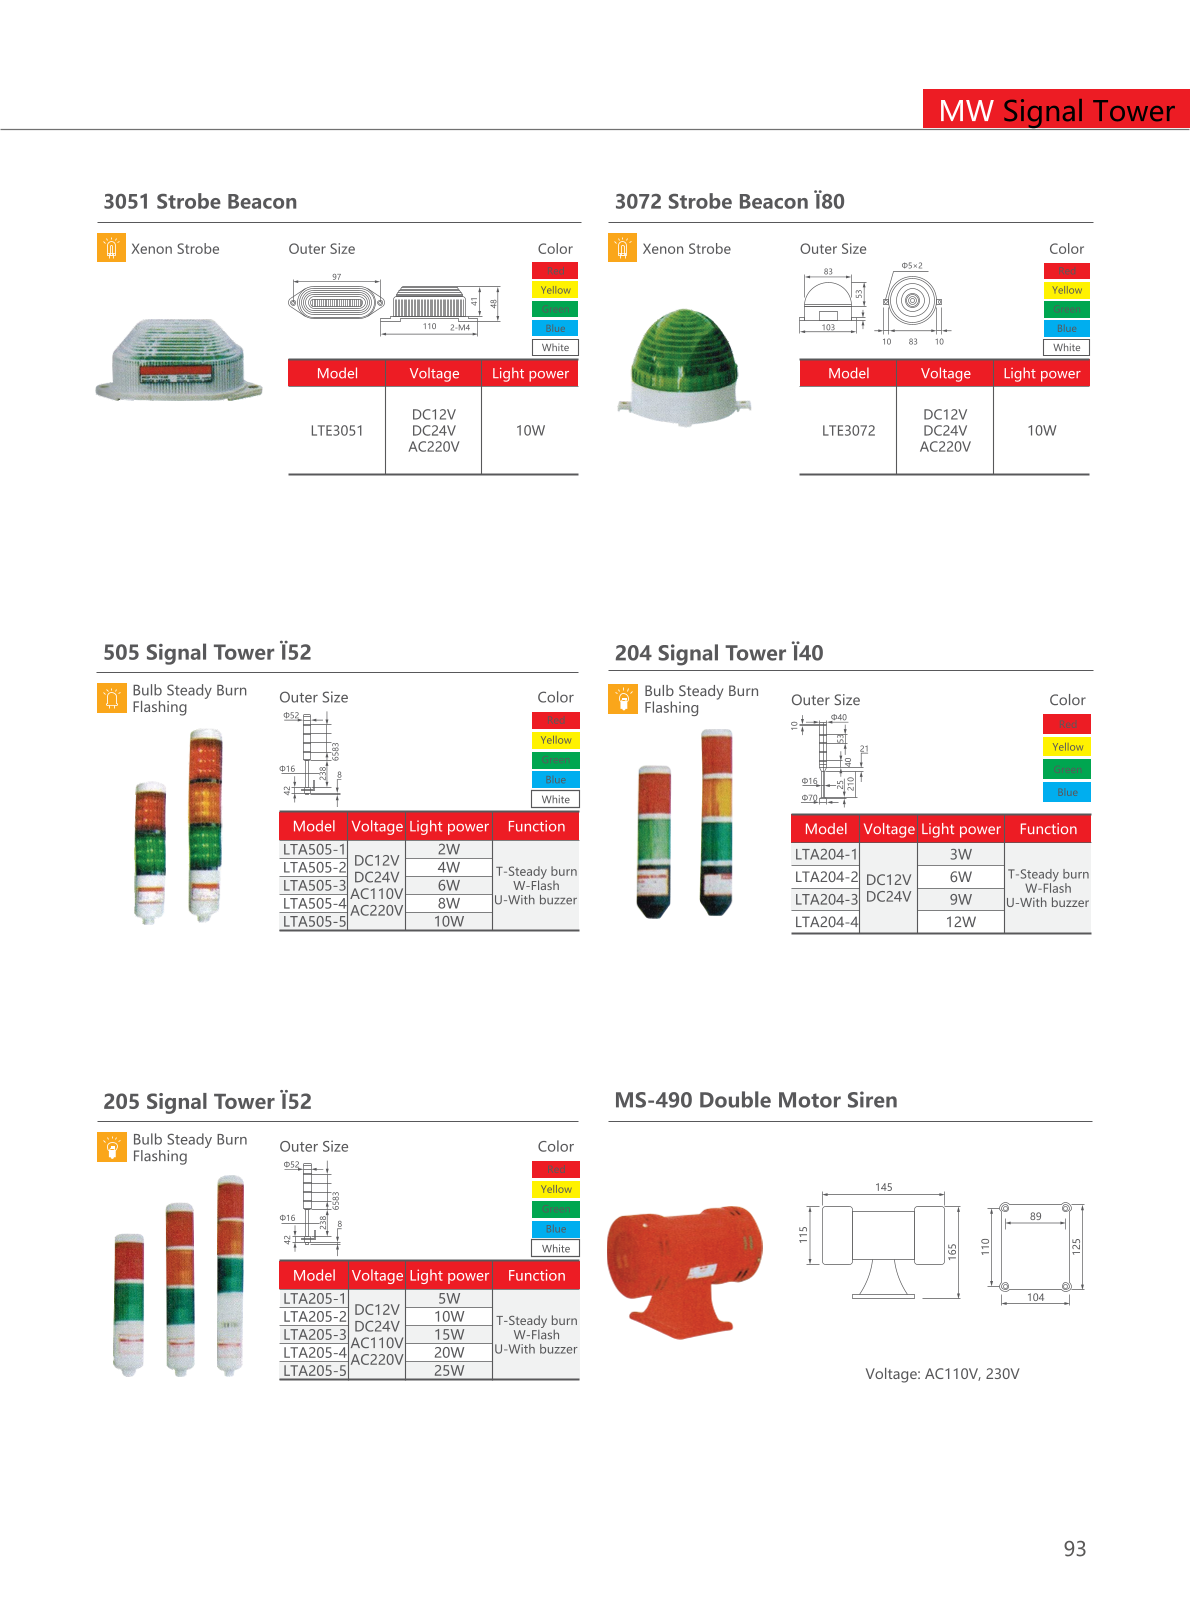 MW Signal Tower
3051 Strobe Beacon
Xenon Strobe
Outer Size
Color
Red
Yellow
Green
Blue
White
97
41
48
110
2-M4
Model Voltage Light power
LTE3051
DC12V
DC24V
AC220V
10W
3072 Strobe Beacon Ï80
Xenon Strobe
Outer Size
Color
Red
Yellow
Green
Blue
White
83
53
103
Φ5×2
10 83 10
Model Voltage Light power
LTE3072
DC12V
DC24V
AC220V
10W
505 Signal Tower Ï52
Bulb Steady Burn
Flashing
Outer Size
Color
Red
Yellow
Green
Blue
White
Φ52
6583
Φ16
238
8
42
Model Voltage Light power Function
LTA505-1 2W
LTA505-2 4W
LTA505-3 6W
LTA505-4 8W
LTA505-5 10W
DC12V
DC24V
AC110V
AC220V
T-Steady burn
W-Flash
U-With buzzer
204 Signal Tower Ï40
Bulb Steady Burn
Flashing
Outer Size
Color
Red
Yellow
Green
Blue
10
Φ40
53
21
40
Φ16
25
210
Φ70
Model Voltage Light power Function
LTA204-1 3W
LTA204-2 6W
LTA204-3 9W
LTA204-4 12W
DC12V
DC24V
T-Steady burn
W-Flash
U-With buzzer
205 Signal Tower Ï52
Bulb Steady Burn
Flashing
Outer Size
Color
Red
Yellow
Green
Blue
White
Φ52
6583
Φ16
238
8
42
Model Voltage Light power Function
LTA205-1 5W
LTA205-2 10W
LTA205-3 15W
LTA205-4 20W
LTA205-5 25W
DC12V
DC24V
AC110V
AC220V
T-Steady burn
W-Flash
U-With buzzer
MS-490 Double Motor Siren
145
115
165
89
110
125
104
Voltage: AC110V, 230V
93